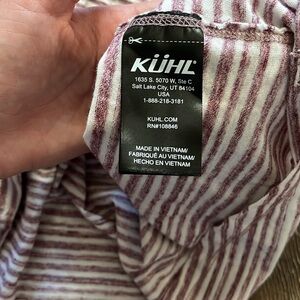 KÜHL
1635 S. 5070 W, Ste C
Salt Lake City, UT 84104
USA
1-888-218-3181
KUHL.COM
RN#108846
MADE IN VIETNAM/
FABRIQUÉ AU VIETNAM/
HECHO EN VIETNAM